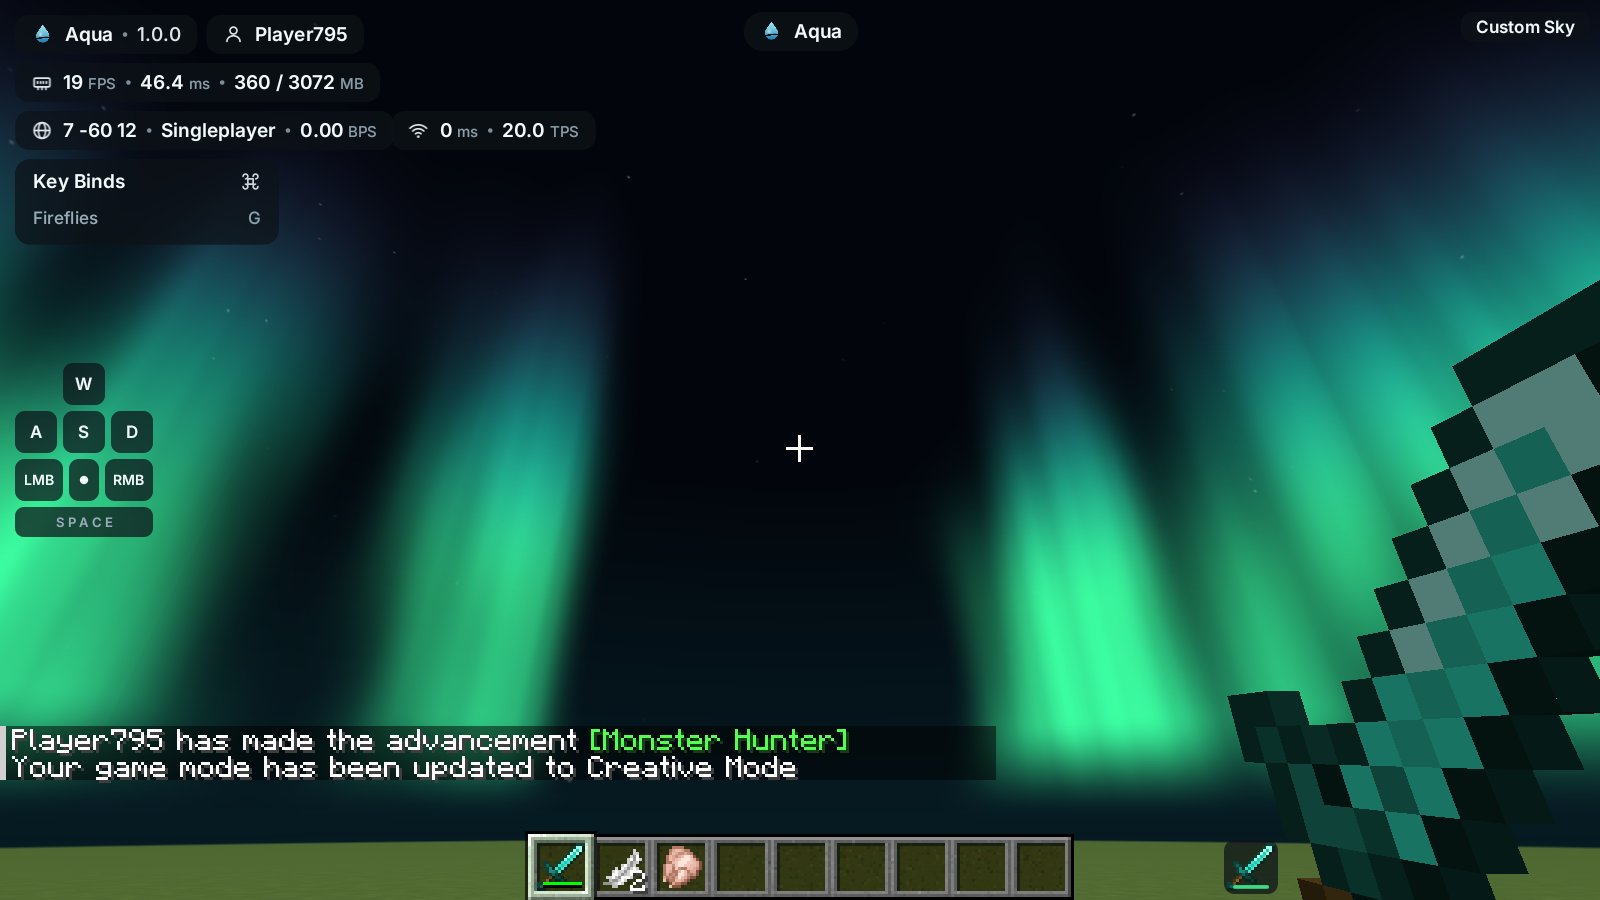 Aqua • 1.0.0
Player795
Aqua
Custom Sky
19 FPS • 46.4 ms • 360 / 3072 MB
7 -60 12 • Singleplayer • 0.00 BPS
0 ms • 20.0 TPS
Key Binds ⌘
Fireflies G
W
A S D
LMB RMB
SPACE
Player795 has made the advancement [Monster Hunter]
Your game mode has been updated to Creative Mode
2